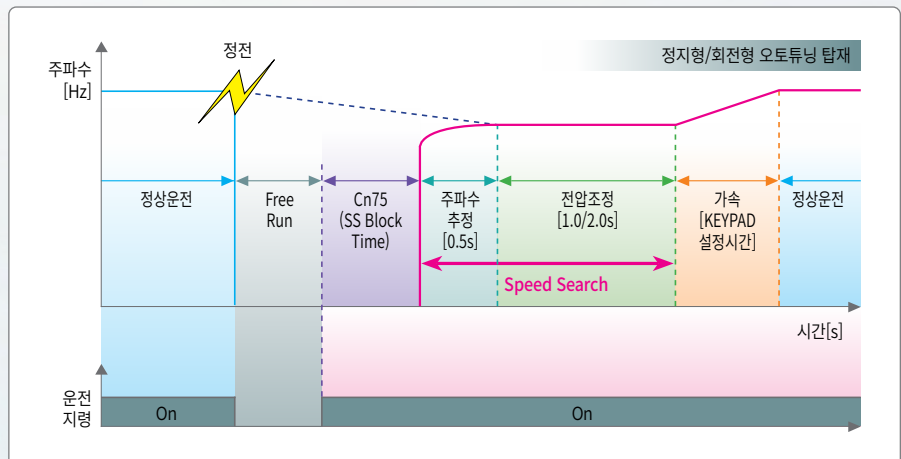 정전
정지형/회전형 오토튜닝 탑재
주파수
[Hz]
정상운전
Free
Run
Cn75
(SS Block
Time)
주파수
추정
[0.5s]
전압조정
[1.0/2.0s]
가속
[KEYPAD
설정시간]
정상운전
Speed Search
시간[s]
운전
지령
On
On